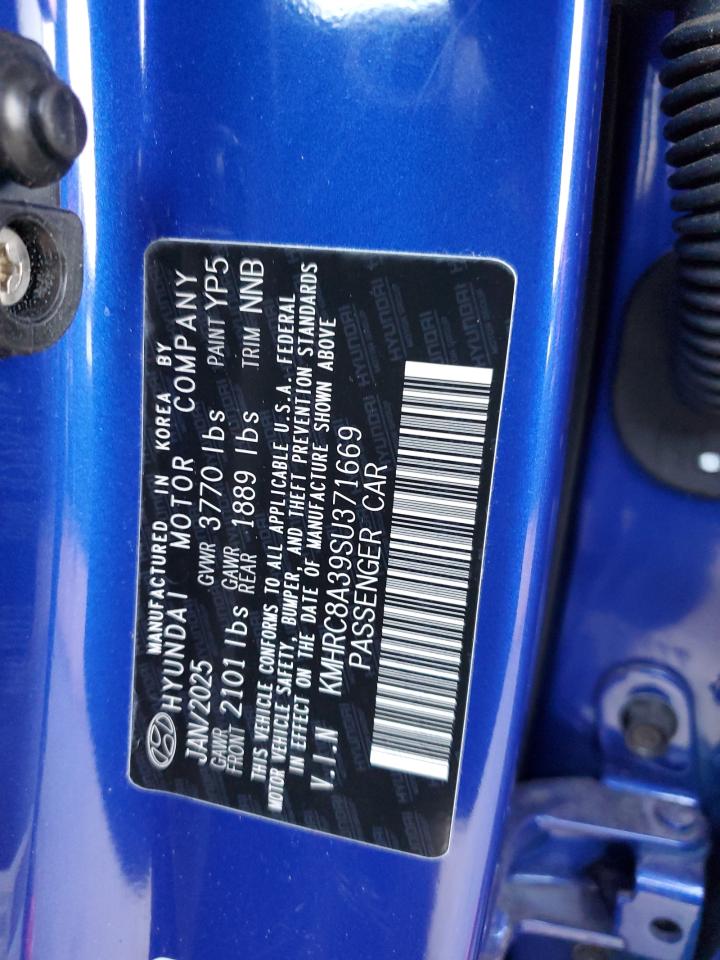 MANUFACTURED IN KOREA BY
HYUNDAI MOTOR COMPANY
JAN/2025 GVWR 3770 lbs PAINT YP5
GAWR FRONT 2101 lbs GAWR REAR 1889 lbs TRIM NNB
THIS VEHICLE CONFORMS TO ALL APPLICABLE U.S.A. FEDERAL
MOTOR VEHICLE SAFETY, BUMPER, AND THEFT PREVENTION STANDARDS
IN EFFECT ON THE DATE OF MANUFACTURE SHOWN ABOVE
V.I.N KMHRC8A39SU371669
PASSENGER CAR